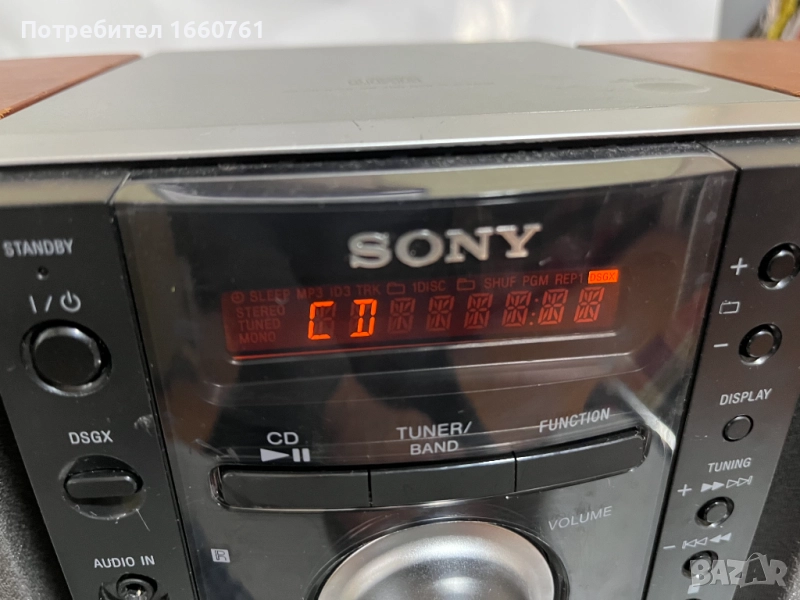 Потребител 1660761
SONY
STANDBY
SLEEP MP3 ID3 TRK 1DISC SHUF PGM REP1 DSGX
STEREO
TUNED
MONO
CD
I/⏻
+
−
DISPLAY
DSGX
CD
TUNER/
BAND
FUNCTION
TUNING
+
−
VOLUME
AUDIO IN
R
BAZAR